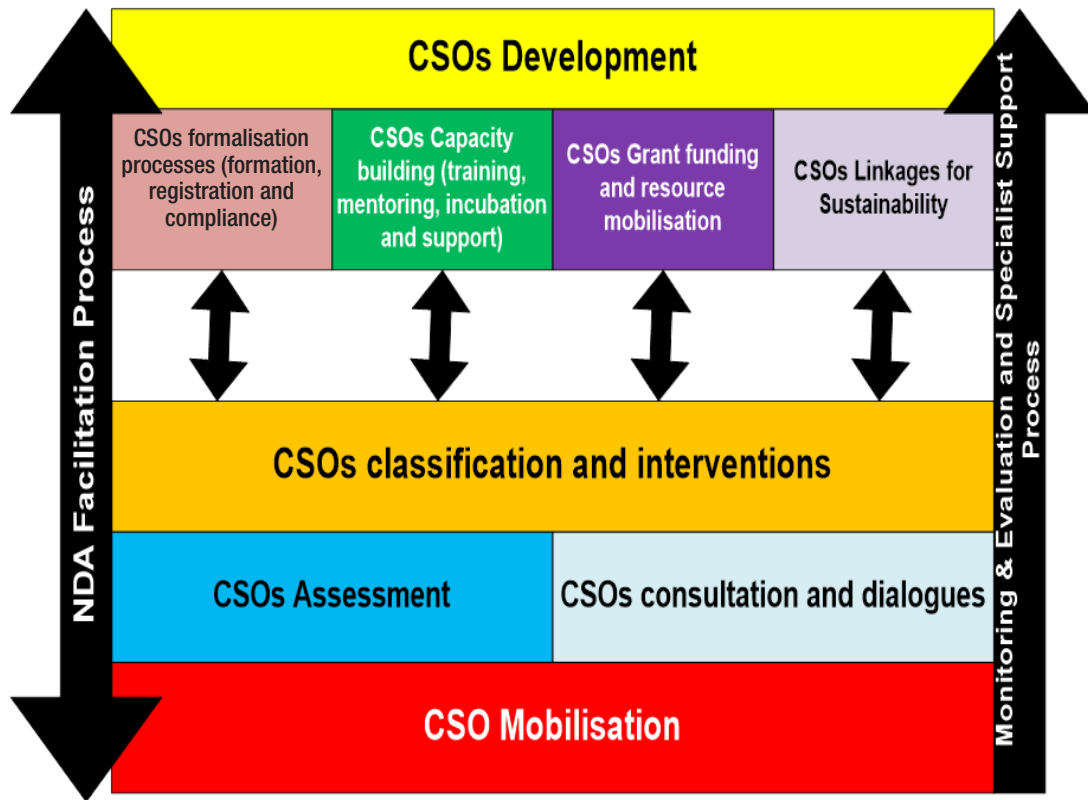 CSOs Development
CSOs formalisation
processes (formation,
registration and
compliance)
CSOs Capacity
building (training,
mentoring, incubation
and support)
CSOs Grant funding
and resource
mobilisation
CSOs Linkages for
Sustainability
NDA Facilitation Process
Monitoring & Evaluation and Specialist Support
Process
CSOs classification and interventions
CSOs Assessment
CSOs consultation and dialogues
CSO Mobilisation